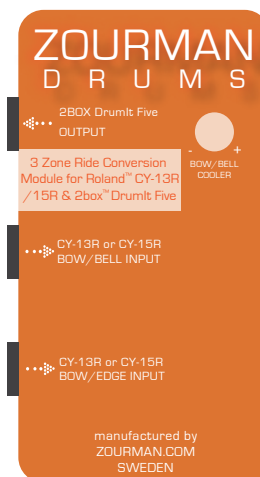 ZOURMAN
DRUMS
2BOX DrumIt Five
OUTPUT
BOW/BELL
- +
COOLER
3 Zone Ride Conversion
Module for Roland™ CY-13R
/15R & 2box™ DrumIt Five
CY-13R or CY-15R
BOW/BELL INPUT
CY-13R or CY-15R
BOW/EDGE INPUT
manufactured by
ZOURMAN.COM
SWEDEN